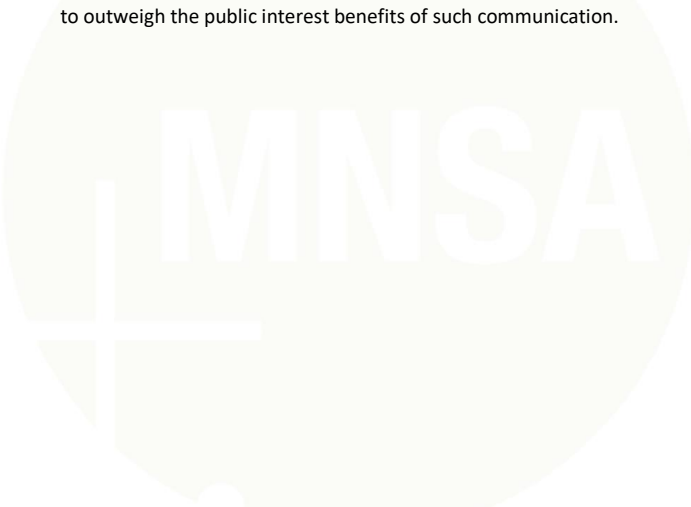 to outweigh the public interest benefits of such communication.
MNSA